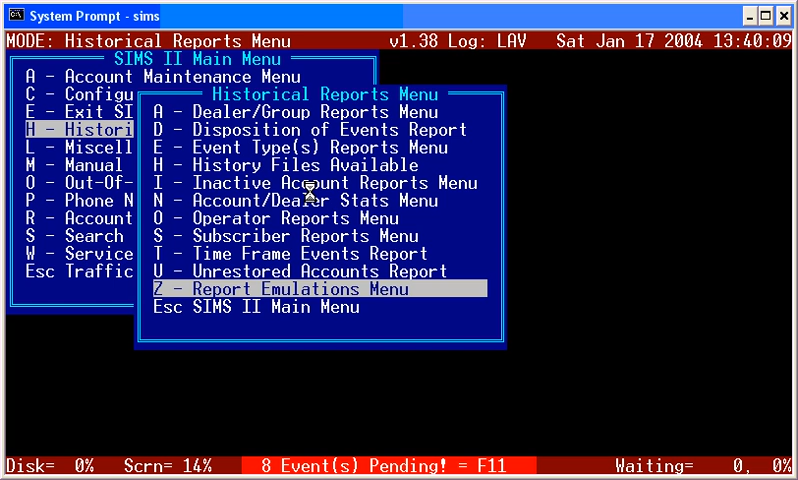 System Prompt - sims
MODE: Historical Reports Menu v1.38 Log: LAV Sat Jan 17 2004 13:40:09
SIMS II Main Menu
A - Account Maintenance Menu
C - Configu
E - Exit SI
H - Histori
L - Miscell
M - Manual
O - Out-Of-
P - Phone N
R - Account
S - Search
W - Service
Esc Traffic
Historical Reports Menu
A - Dealer/Group Reports Menu
D - Disposition of Events Report
E - Event Type(s) Reports Menu
H - History Files Available
I - Inactive Account Reports Menu
N - Account/Dealer Stats Menu
O - Operator Reports Menu
S - Subscriber Reports Menu
T - Time Frame Events Report
U - Unrestored Accounts Report
Z - Report Emulations Menu
Esc SIMS II Main Menu
Disk= 0% Scrn= 14% 8 Event(s) Pending! = F11 Waiting= 0, 0%